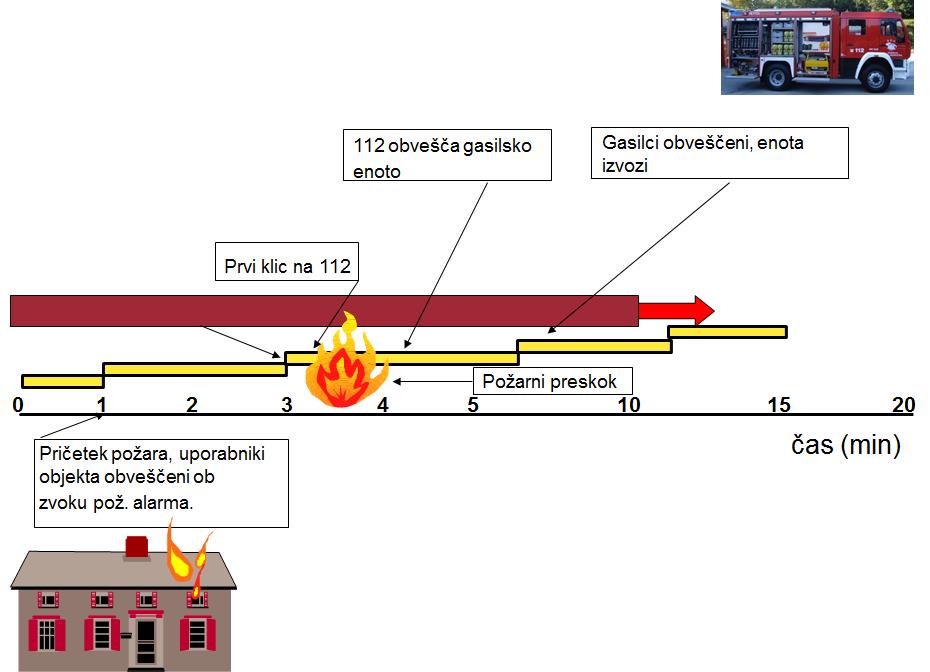 112
112 obvešča gasilsko
enoto
Gasilci obveščeni, enota
izvozi
Prvi klic na 112
Požarni preskok
0 1 2 3 4 5 10 15 20
čas (min)
Pričetek požara, uporabniki
objekta obveščeni ob
zvoku pož. alarma.